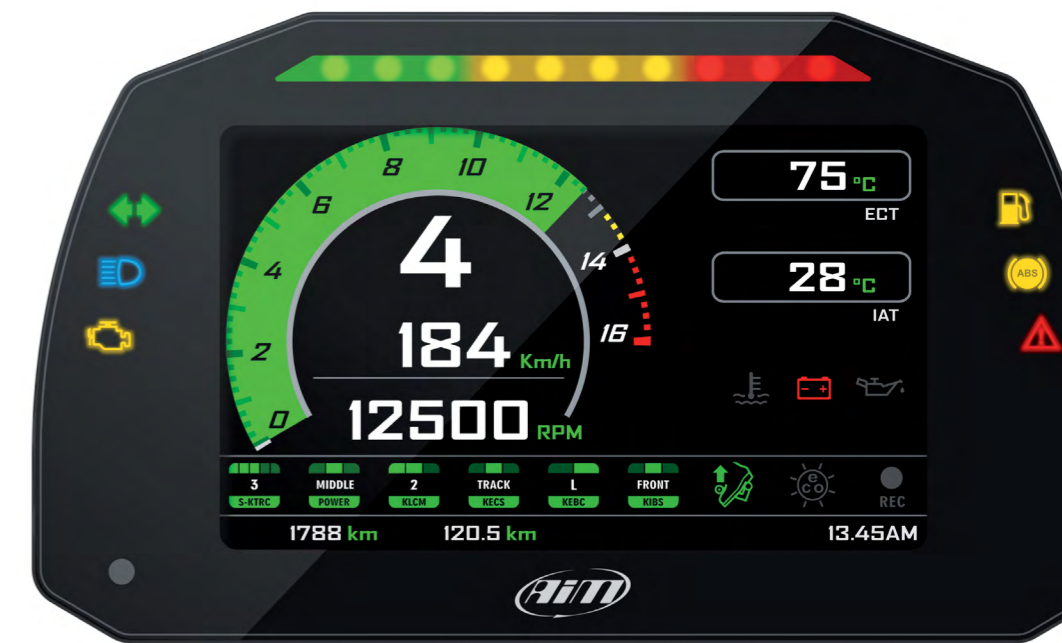 75 °C
ECT
28 °C
IAT
0
2
4
6
8
10
12
14
16
4
184 Km/h
12500 RPM
ABS
3
S-KTRC
MIDDLE
POWER
2
KLCM
TRACK
KECS
L
KEBC
FRONT
KIBS
eco
REC
1788 km
120.5 km
13.45AM
AiM